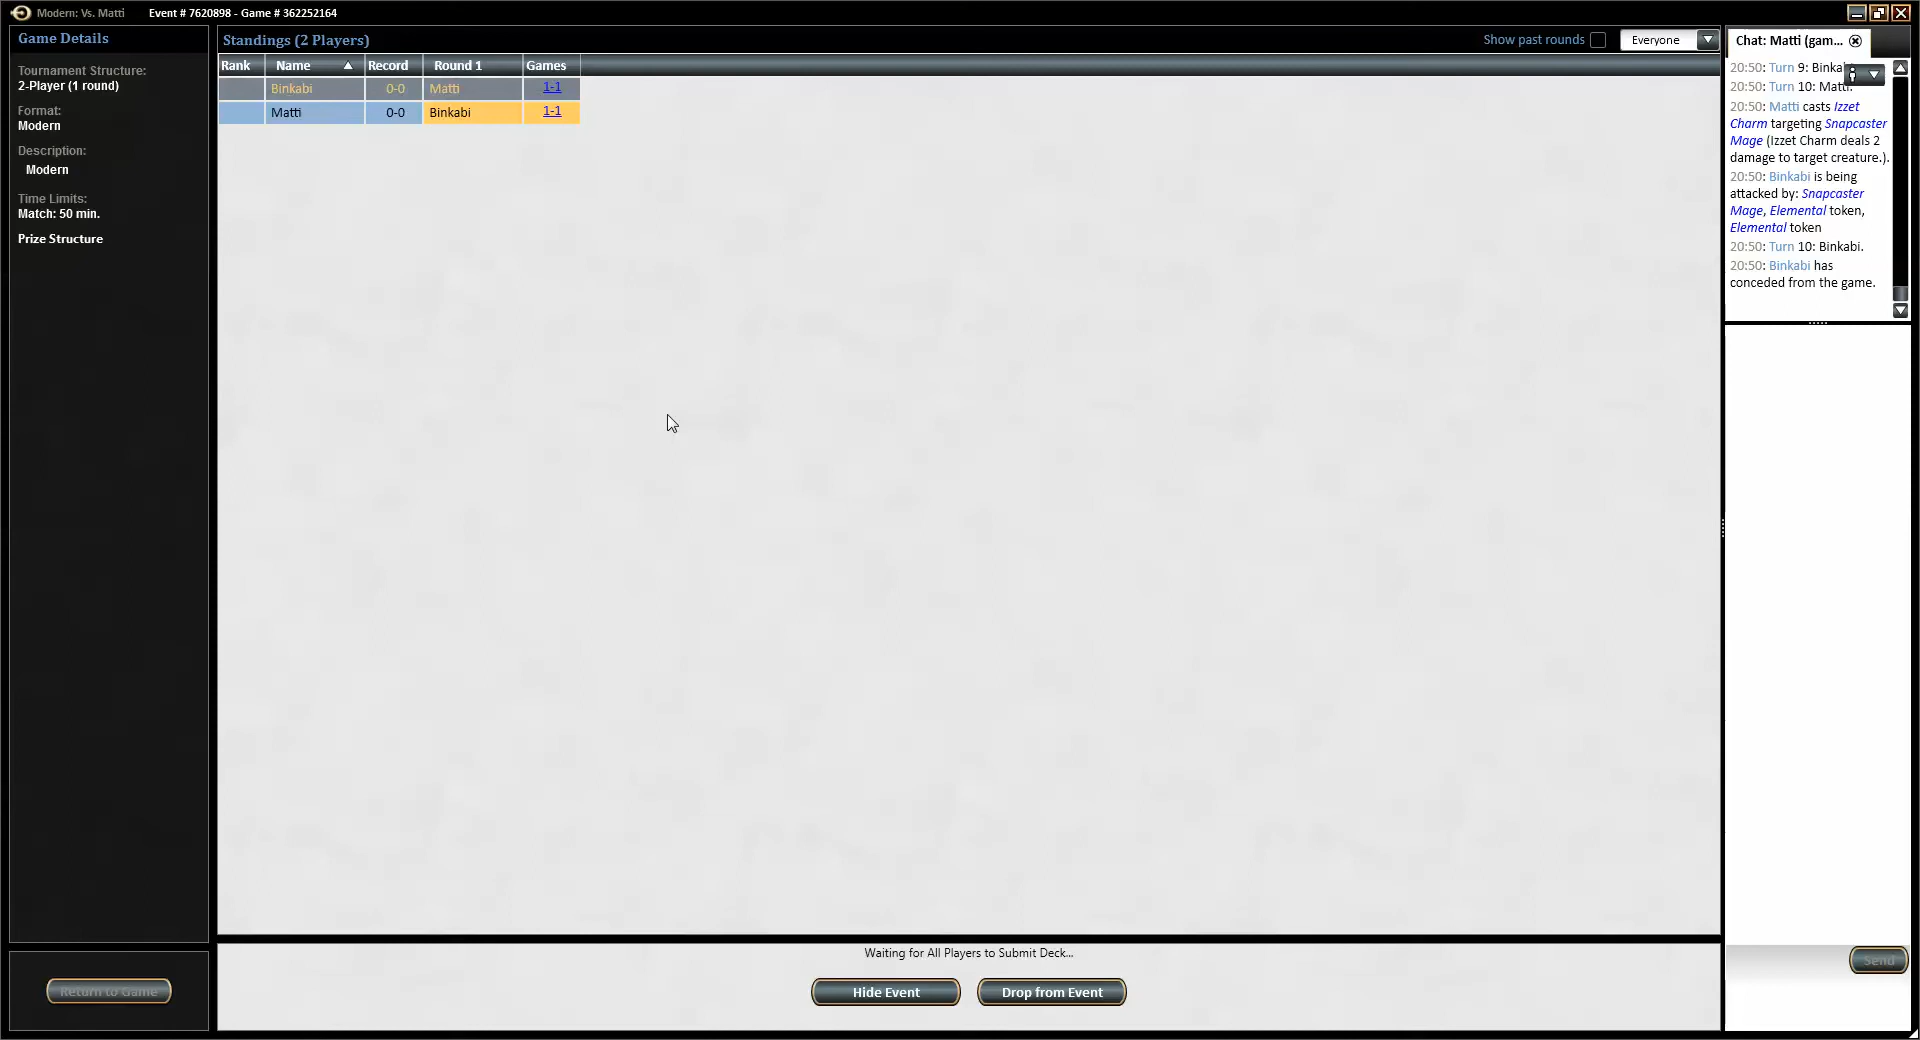 Modern: Vs. Matti
Event # 7620898 - Game # 362252164
Game Details
Tournament Structure:
2-Player (1 round)
Format:
Modern
Description:
Modern
Time Limits:
Match: 50 min.
Prize Structure
Return to Game
Standings (2 Players)
Show past rounds
Everyone
Rank Name Record Round 1 Games
Binkabi 0-0 Matti 1-1
Matti 0-0 Binkabi 1-1
Waiting for All Players to Submit Deck...
Hide Event
Drop from Event
Chat: Matti (gam...
20:50: Turn 9: Binka
20:50: Turn 10: Matti.
20:50: Matti casts Izzet
Charm targeting Snapcaster
Mage (Izzet Charm deals 2
damage to target creature.).
20:50: Binkabi is being
attacked by: Snapcaster
Mage, Elemental token,
Elemental token
20:50: Turn 10: Binkabi.
20:50: Binkabi has
conceded from the game.
Send